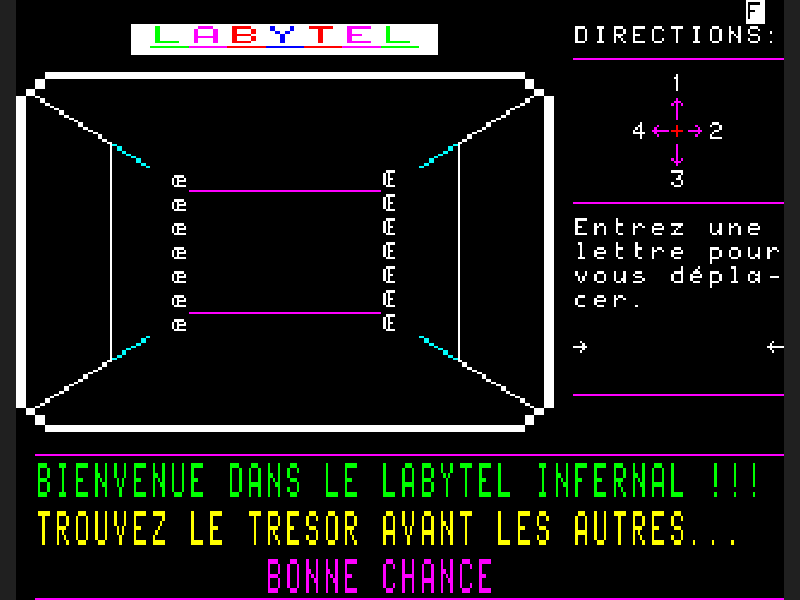 F
LABYTEL
DIRECTIONS:
1
4 ← + → 2
3
Entrez une
lettre pour
vous dépla-
cer.
→ ←
œ Œ
œ Œ
œ Œ
œ Œ
œ Œ
œ Œ
œ Œ
BIENVENUE DANS LE LABYTEL INFERNAL !!!
TROUVEZ LE TRESOR AVANT LES AUTRES...
BONNE CHANCE